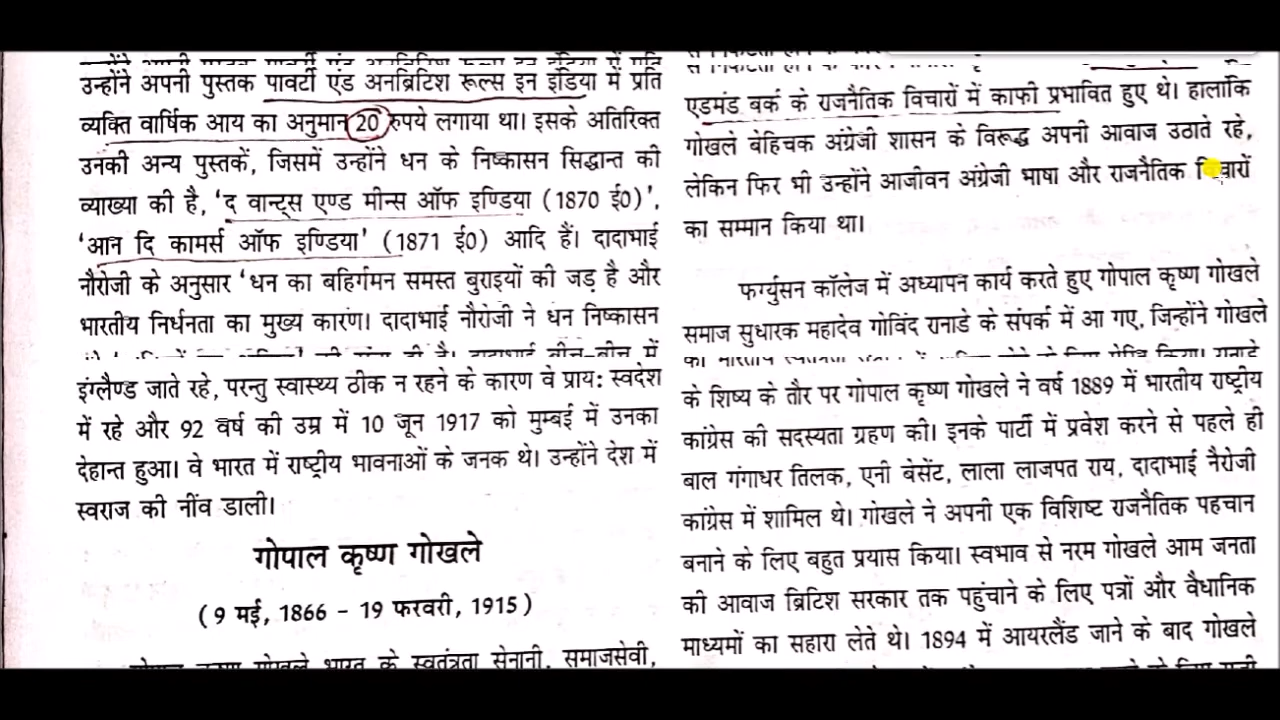 उन्होंने अपनी पुस्तक पावर्टी एंड अनब्रिटिश रूल्स इन इंडिया में प्रति
व्यक्ति वार्षिक आय का अनुमान 20 रुपये लगाया था। इसके अतिरिक्त
उनकी अन्य पुस्तकें, जिसमें उन्होंने धन के निष्कासन सिद्धान्त की
व्याख्या की है, ‘द वान्ट्स एण्ड मीन्स ऑफ इण्डिया (1870 ई0)’,
‘आन दि कामर्स ऑफ इण्डिया’ (1871 ई0) आदि हैं। दादाभाई
नौरोजी के अनुसार ‘धन का बहिर्गमन समस्त बुराइयों की जड़ है और
भारतीय निर्धनता का मुख्य कारण। दादाभाई नौरोजी ने धन निष्कासन
इंग्लैण्ड जाते रहे, परन्तु स्वास्थ्य ठीक न रहने के कारण वे प्राय: स्वदेश
में रहे और 92 वर्ष की उम्र में 10 जून 1917 को मुम्बई में उनका
देहान्त हुआ। वे भारत में राष्ट्रीय भावनाओं के जनक थे। उन्होंने देश में
स्वराज की नींव डाली।
गोपाल कृष्ण गोखले
(9 मई, 1866 - 19 फरवरी, 1915)
गोपाल कृष्ण गोखले भारत के स्वतंत्रता सेनानी, समाजसेवी,
एडमंड बर्क के राजनैतिक विचारों में काफी प्रभावित हुए थे। हालांकि
गोखले बेहिचक अंग्रेजी शासन के विरूद्ध अपनी आवाज उठाते रहे,
लेकिन फिर भी उन्होंने आजीवन अंग्रेजी भाषा और राजनैतिक विचारों
का सम्मान किया था।
फर्ग्युसन कॉलेज में अध्यापन कार्य करते हुए गोपाल कृष्ण गोखले
समाज सुधारक महादेव गोविंद रानाडे के संपर्क में आ गए, जिन्होंने गोखले
के शिष्य के तौर पर गोपाल कृष्ण गोखले ने वर्ष 1889 में भारतीय राष्ट्रीय
कांग्रेस की सदस्यता ग्रहण की। इनके पार्टी में प्रवेश करने से पहले ही
बाल गंगाधर तिलक, एनी बेसेंट, लाला लाजपत राय, दादाभाई नैरोजी
कांग्रेस में शामिल थे। गोखले ने अपनी एक विशिष्ट राजनैतिक पहचान
बनाने के लिए बहुत प्रयास किया। स्वभाव से नरम गोखले आम जनता
की आवाज ब्रिटिश सरकार तक पहुंचाने के लिए पत्रों और वैधानिक
माध्यमों का सहारा लेते थे। 1894 में आयरलैंड जाने के बाद गोखले